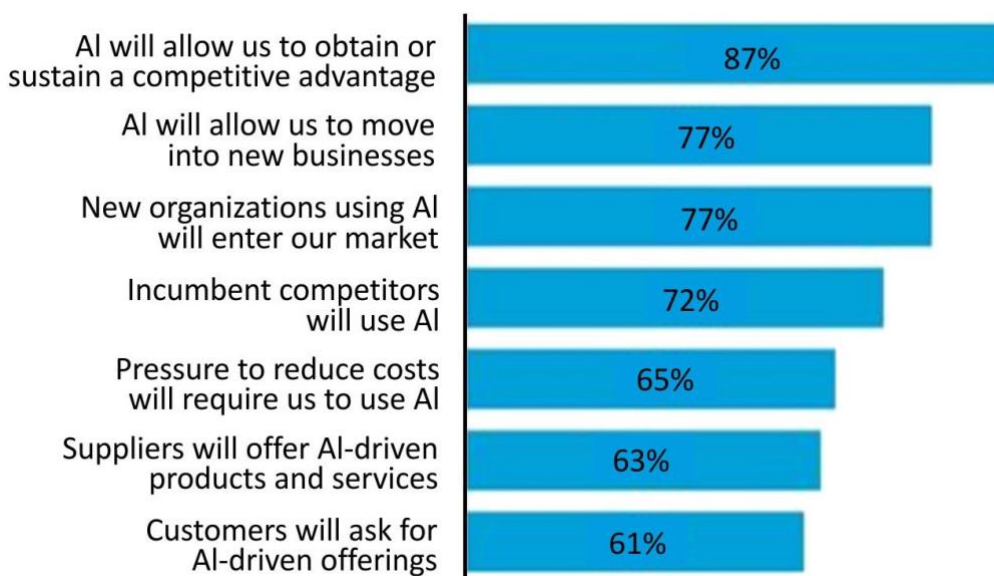 AI will allow us to obtain or
sustain a competitive advantage
87%
AI will allow us to move
into new businesses
77%
New organizations using AI
will enter our market
77%
Incumbent competitors
will use AI
72%
Pressure to reduce costs
will require us to use AI
65%
Suppliers will offer AI-driven
products and services
63%
Customers will ask for
AI-driven offerings
61%